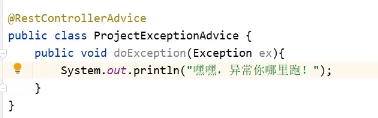 @RestControllerAdvice
public class ProjectExceptionAdvice {
    public void doException(Exception ex){
        System.out.println("嘿嘿，异常你哪里跑！");
    }
}